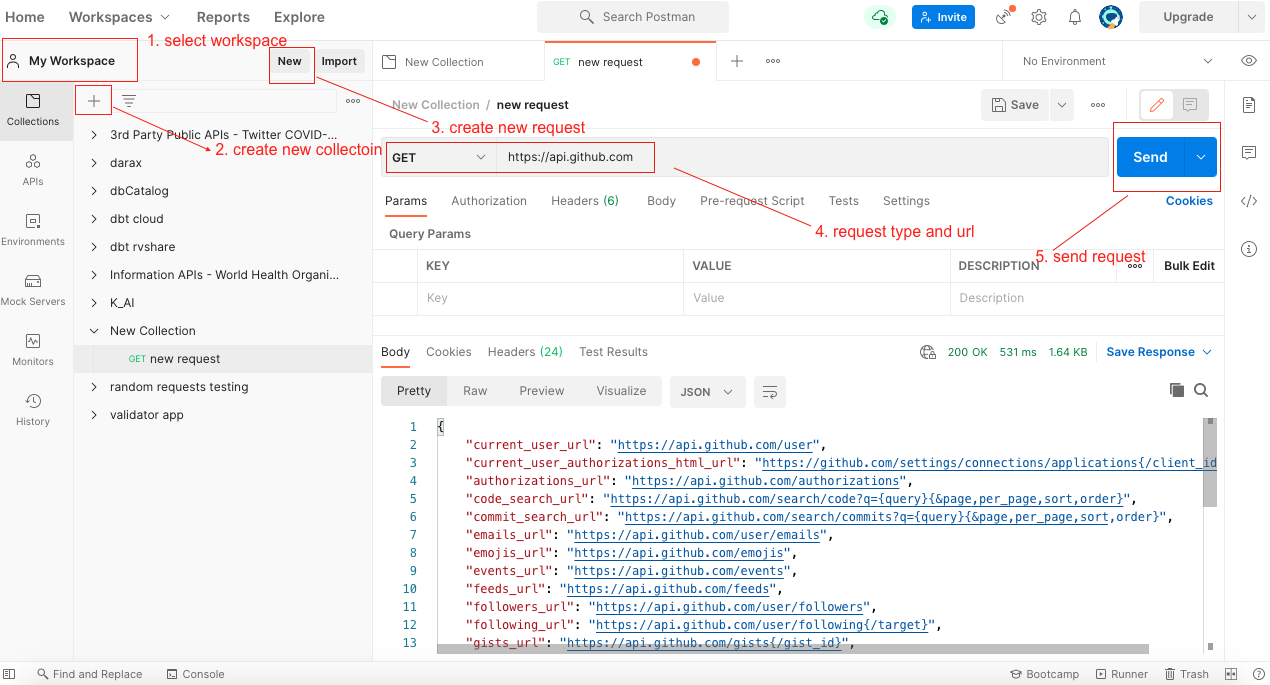 Home Workspaces Reports Explore Search Postman Invite Upgrade
1. select workspace
My Workspace New Import New Collection GET new request No Environment
Collections
New Collection / new request Save
3. create new request
3rd Party Public APIs - Twitter COVID-...
2. create new collectoin
GET https://api.github.com Send
darax
APIs
dbCatalog
Params Authorization Headers (6) Body Pre-request Script Tests Settings Cookies
dbt cloud
4. request type and url
Query Params
Environments
dbt rvshare
5. send request
KEY VALUE DESCRIPTION Bulk Edit
Information APIs - World Health Organi...
Mock Servers
K_AI
Key Value Description
New Collection
GET new request
Monitors
random requests testing
validator app
History
Body Cookies Headers (24) Test Results 200 OK 531 ms 1.64 KB Save Response
Pretty Raw Preview Visualize JSON
1 {
2 "current_user_url": "https://api.github.com/user",
3 "current_user_authorizations_html_url": "https://github.com/settings/connections/applications{/client_id
4 "authorizations_url": "https://api.github.com/authorizations",
5 "code_search_url": "https://api.github.com/search/code?q={query}{&page,per_page,sort,order}",
6 "commit_search_url": "https://api.github.com/search/commits?q={query}{&page,per_page,sort,order}",
7 "emails_url": "https://api.github.com/user/emails",
8 "emojis_url": "https://api.github.com/emojis",
9 "events_url": "https://api.github.com/events",
10 "feeds_url": "https://api.github.com/feeds",
11 "followers_url": "https://api.github.com/user/followers",
12 "following_url": "https://api.github.com/user/following{/target}",
13 "gists_url": "https://api.github.com/gists{/gist_id}",
Find and Replace Console Bootcamp Runner Trash